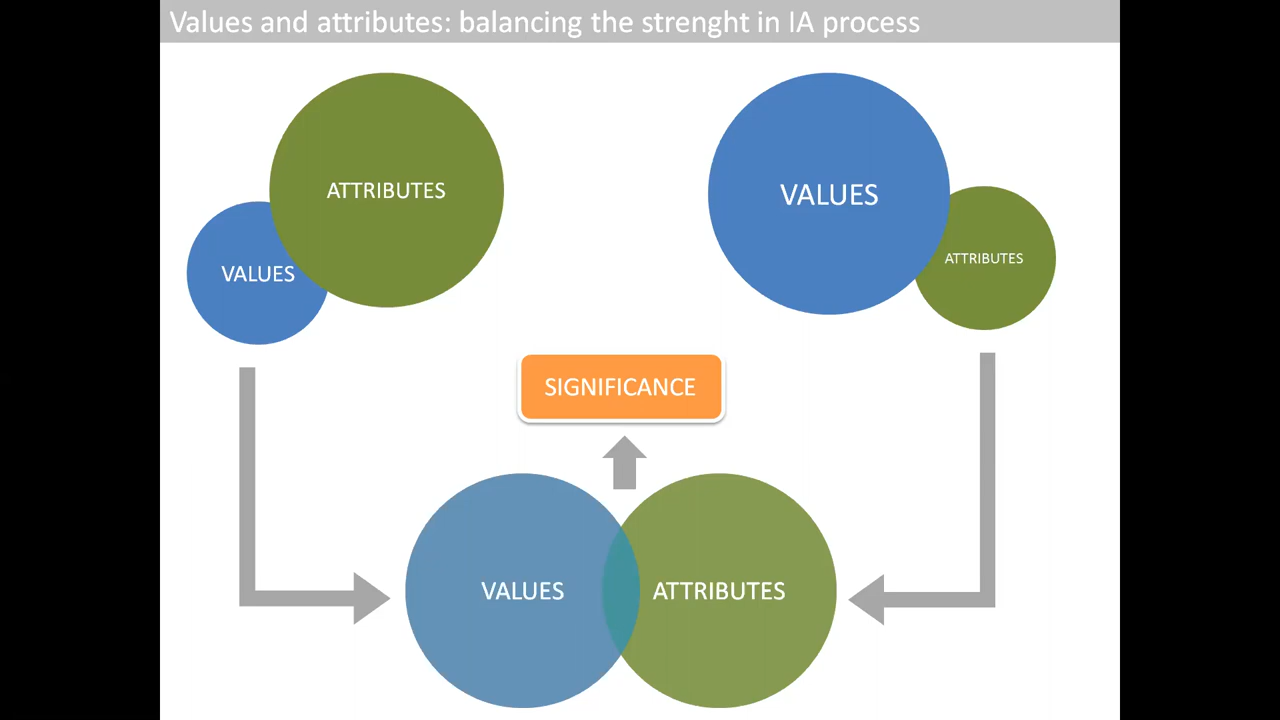 Values and attributes: balancing the strenght in IA process
ATTRIBUTES
VALUES
VALUES
ATTRIBUTES
SIGNIFICANCE
VALUES
ATTRIBUTES